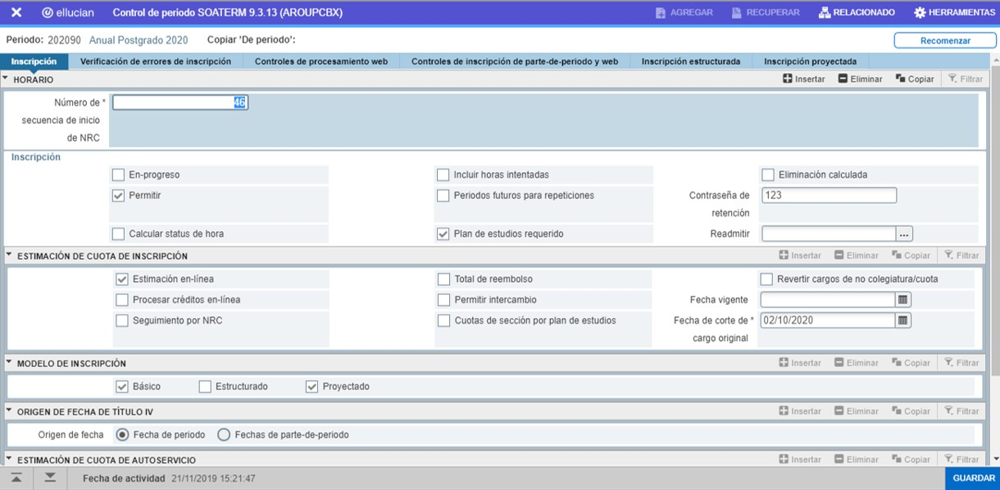 ellucian Control de periodo SOATERM 9.3.13 (AROUPCBX) AGREGAR RECUPERAR RELACIONADO HERRAMIENTAS
Periodo: 202090 Anual Postgrado 2020 Copiar 'De periodo': Recomenzar
Inscripción Verificación de errores de inscripción Controles de procesamiento web Controles de inscripción de parte-de-periodo y web Inscripción estructurada Inscripción proyectada
HORARIO Insertar Eliminar Copiar Filtrar
Número de * 46
secuencia de inicio
de NRC
Inscripción
En-progreso Incluir horas intentadas Eliminación calculada
Permitir Periodos futuros para repeticiones Contraseña de 123
retención
Calcular status de hora Plan de estudios requerido Readmitir ...
ESTIMACIÓN DE CUOTA DE INSCRIPCIÓN Insertar Eliminar Copiar Filtrar
Estimación en-línea Total de reembolso Revertir cargos de no colegiatura/cuota
Procesar créditos en-línea Permitir intercambio Fecha vigente
Seguimiento por NRC Cuotas de sección por plan de estudios Fecha de corte de * 02/10/2020
cargo original
MODELO DE INSCRIPCIÓN Insertar Eliminar Copiar Filtrar
Básico Estructurado Proyectado
ORIGEN DE FECHA DE TÍTULO IV Insertar Eliminar Copiar Filtrar
Origen de fecha Fecha de periodo Fechas de parte-de-periodo
ESTIMACIÓN DE CUOTA DE AUTOSERVICIO Insertar Eliminar Copiar Filtrar
Fecha de actividad 21/11/2019 15:21:47 GUARDAR